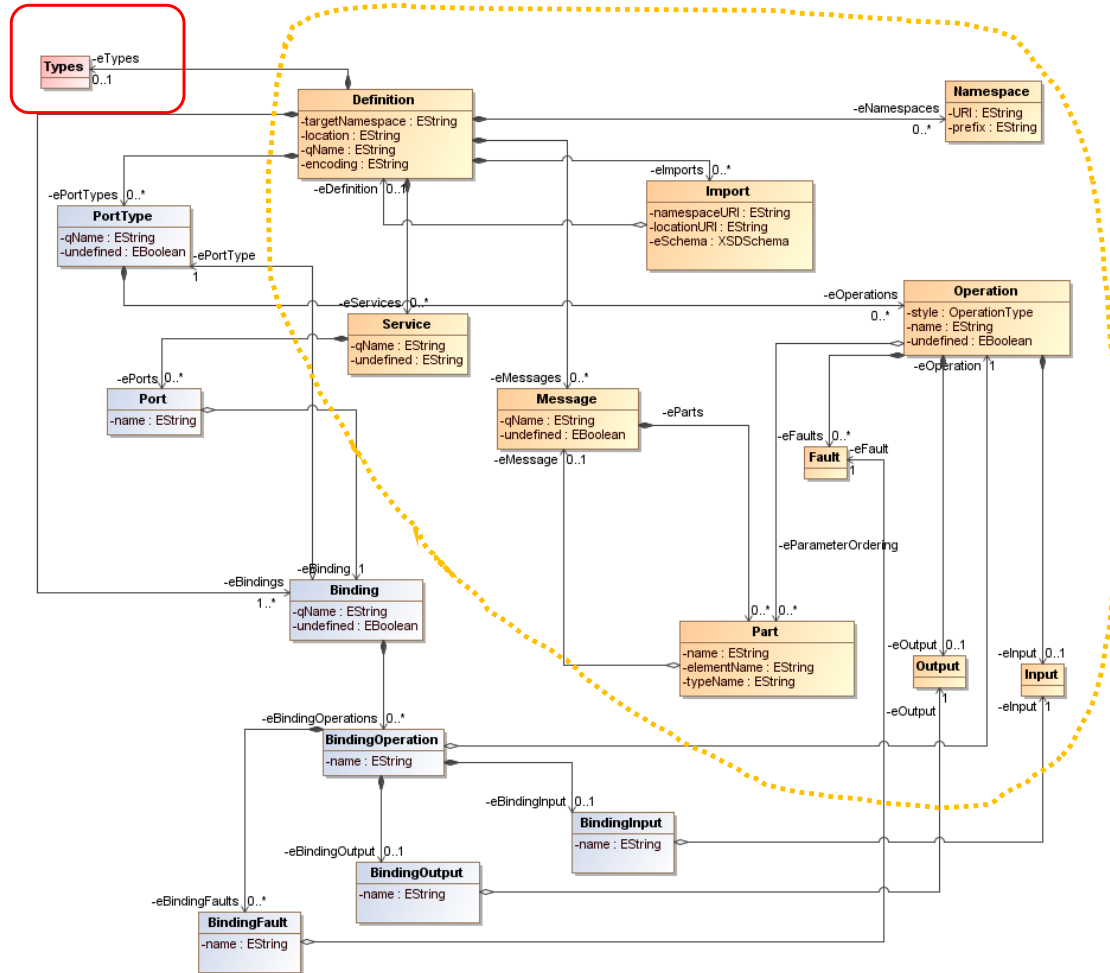 Types
-eTypes
0..1
Definition
-targetNamespace : EString
-location : EString
-qName : EString
-encoding : EString
-eNamespaces
0..*
Namespace
-URI : EString
-prefix : EString
-ePortTypes
0..*
-eDefinition
0..1
-eImports
0..*
Import
-namespaceURI : EString
-locationURI : EString
-eSchema : XSDSchema
PortType
-qName : EString
-undefined : EBoolean
-ePortType
1
-eServices
0..*
Service
-qName : EString
-undefined : EString
-eOperations
0..*
Operation
-style : OperationType
-name : EString
-undefined : EBoolean
-eOperation
1
-ePorts
0..*
Port
-name : EString
-eMessages
0..*
Message
-qName : EString
-undefined : EBoolean
-eParts
-eMessage
0..1
-eFaults
0..*
-eFault
1
Fault
-eParameterOrdering
-eBindings
1..*
-eBinding
1
Binding
-qName : EString
-undefined : EBoolean
0..*
0..*
Part
-name : EString
-elementName : EString
-typeName : EString
-eOutput
0..1
Output
-eOutput
1
-eInput
0..1
Input
-eInput
1
-eBindingOperations
0..*
BindingOperation
-name : EString
-eBindingInput
0..1
BindingInput
-name : EString
-eBindingOutput
0..1
BindingOutput
-name : EString
-eBindingFaults
0..*
BindingFault
-name : EString